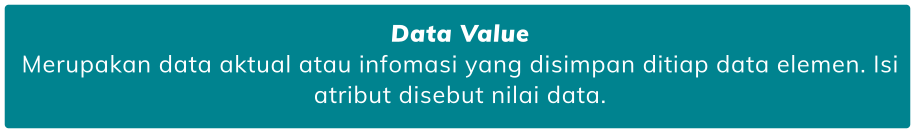 Data Value
Merupakan data aktual atau infomasi yang disimpan ditiap data elemen. Isi
atribut disebut nilai data.